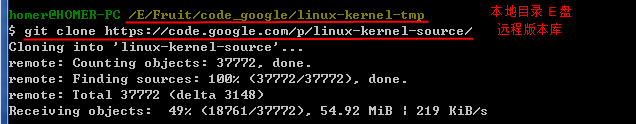 homer@HOMER-PC /E/Fruit/code_google/linux-kernel-tmp 本地目录 E盘
$ git clone https://code.google.com/p/linux-kernel-source/ 远程版本库
Cloning into 'linux-kernel-source'...
remote: Counting objects: 37772, done.
remote: Finding sources: 100% (37772/37772), done.
remote: Total 37772 (delta 3148)
Receiving objects:  49% (18761/37772), 54.92 MiB | 219 KiB/s